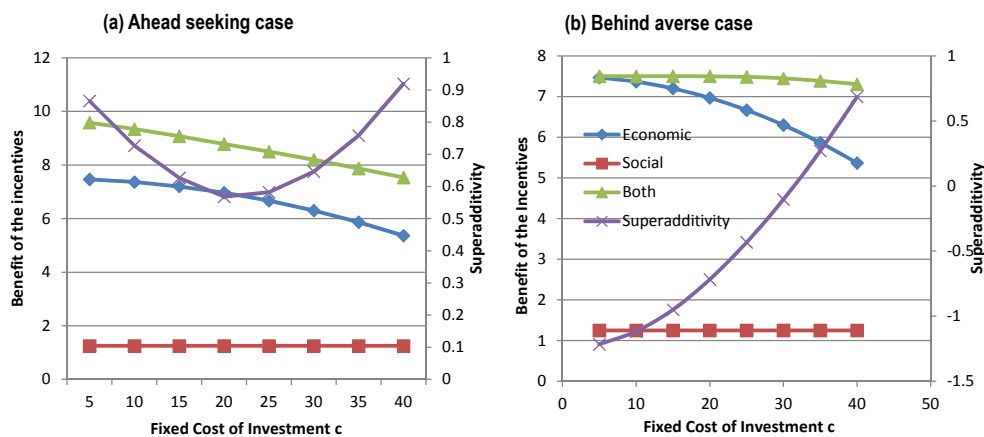 (a) Ahead seeking case
12
10
8
6
4
2
0
Benefit of the incentives
1
0.9
0.8
0.7
0.6
0.5
0.4
0.3
0.2
0.1
0
Superadditivity
5 10 15 20 25 30 35 40
Fixed Cost of Investment c
(b) Behind averse case
8
7
6
5
4
3
2
1
0
Benefit of the Incentives
Economic
Social
Both
Superadditivity
1
0.5
0
-0.5
-1
-1.5
Superadditivity
0 10 20 30 40 50
Fixed Cost of Investment c